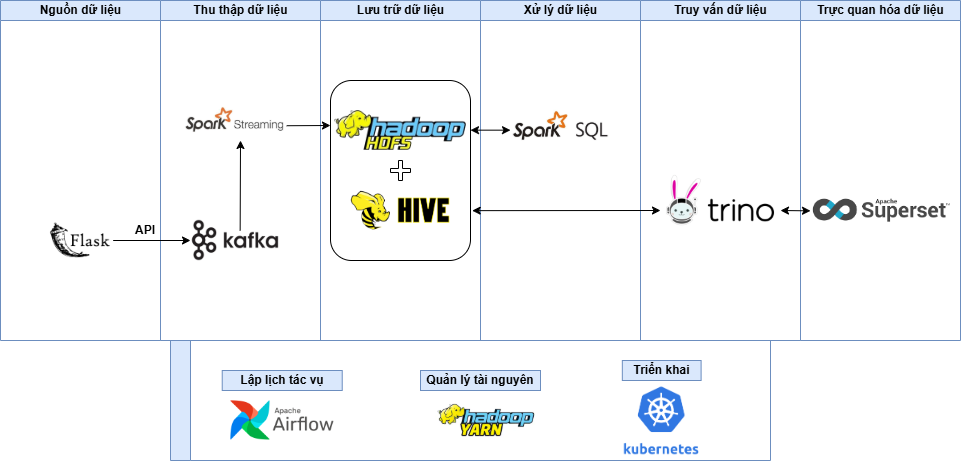 Nguồn dữ liệu
Thu thập dữ liệu
Lưu trữ dữ liệu
Xử lý dữ liệu
Truy vấn dữ liệu
Trực quan hóa dữ liệu
Spark Streaming
hadoop
HDFS
Spark SQL
HIVE
trino
Apache
Superset™
Flask
API
kafka
Lập lịch tác vụ
Quản lý tài nguyên
Triển khai
Apache
Airflow
hadoop
YARN
kubernetes